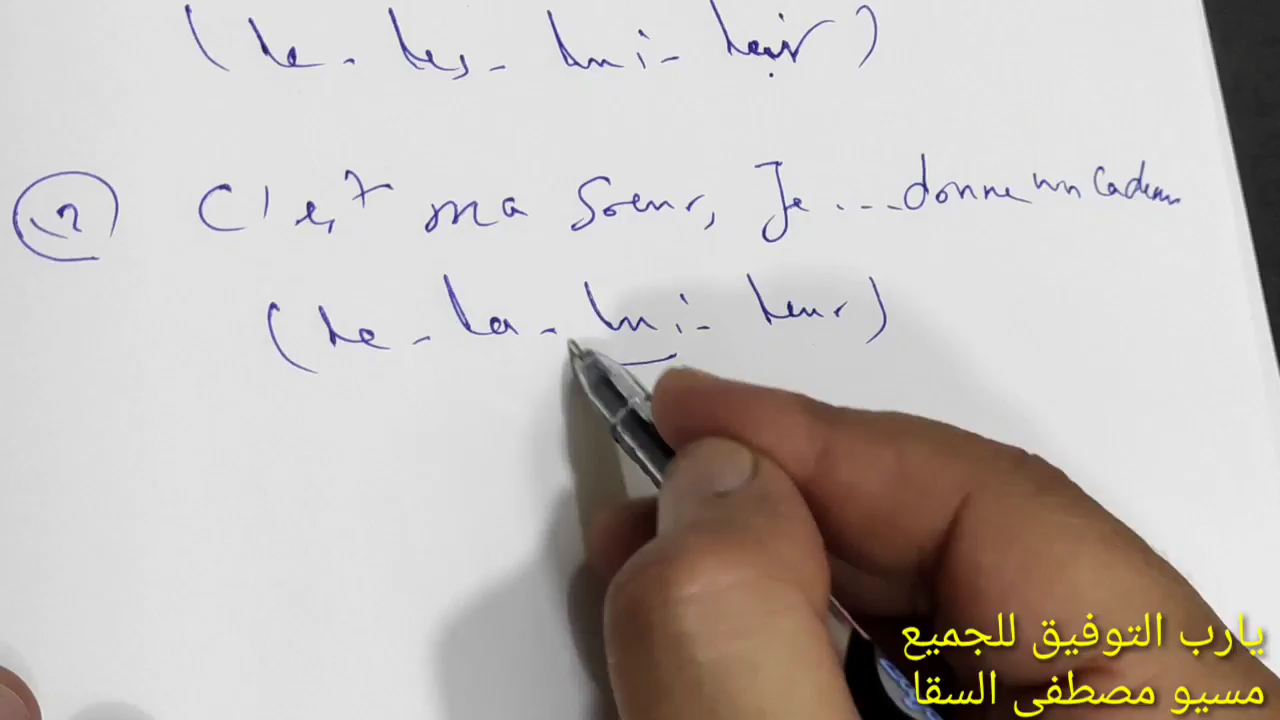 (le - les - lui - leur)
② C'est ma soeur, Je ... donne un cadeau
(le - la - lui - leur)
يارب التوفيق للجميع
مسيو مصطفى السقا